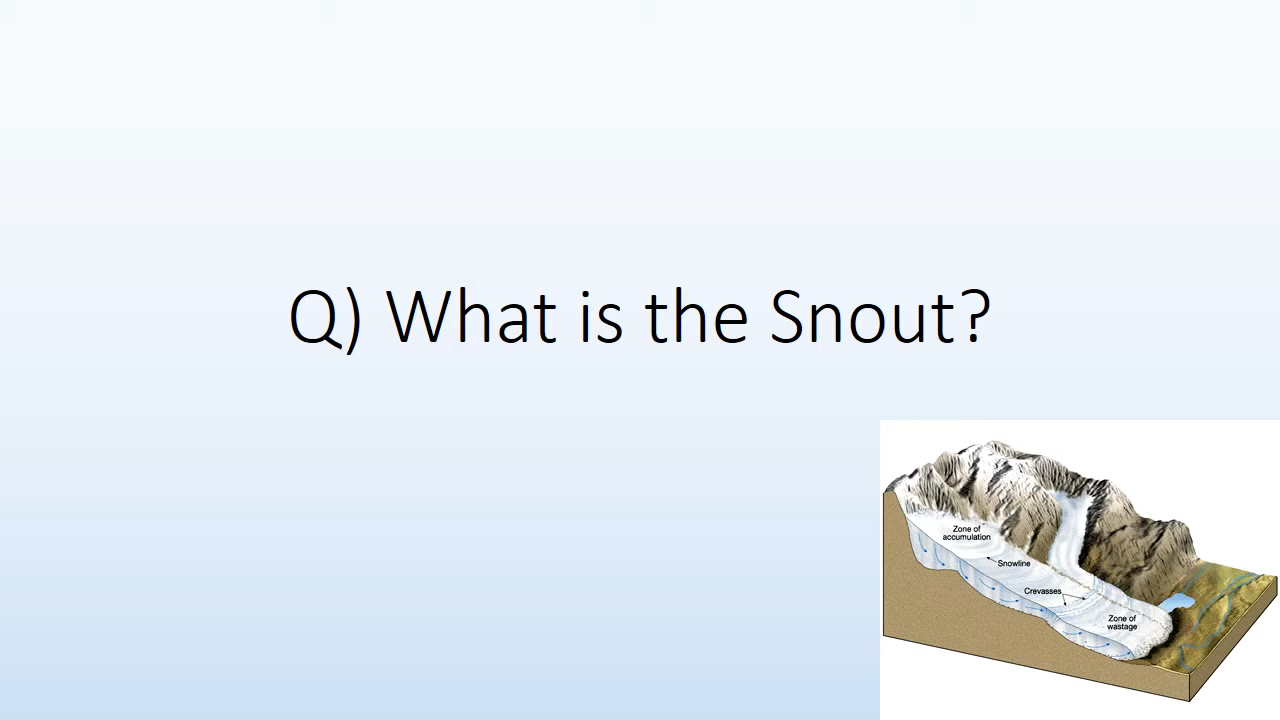 Q) What is the Snout?
Zone of
accumulation
Snowline
Crevasses
Zone of
wastage